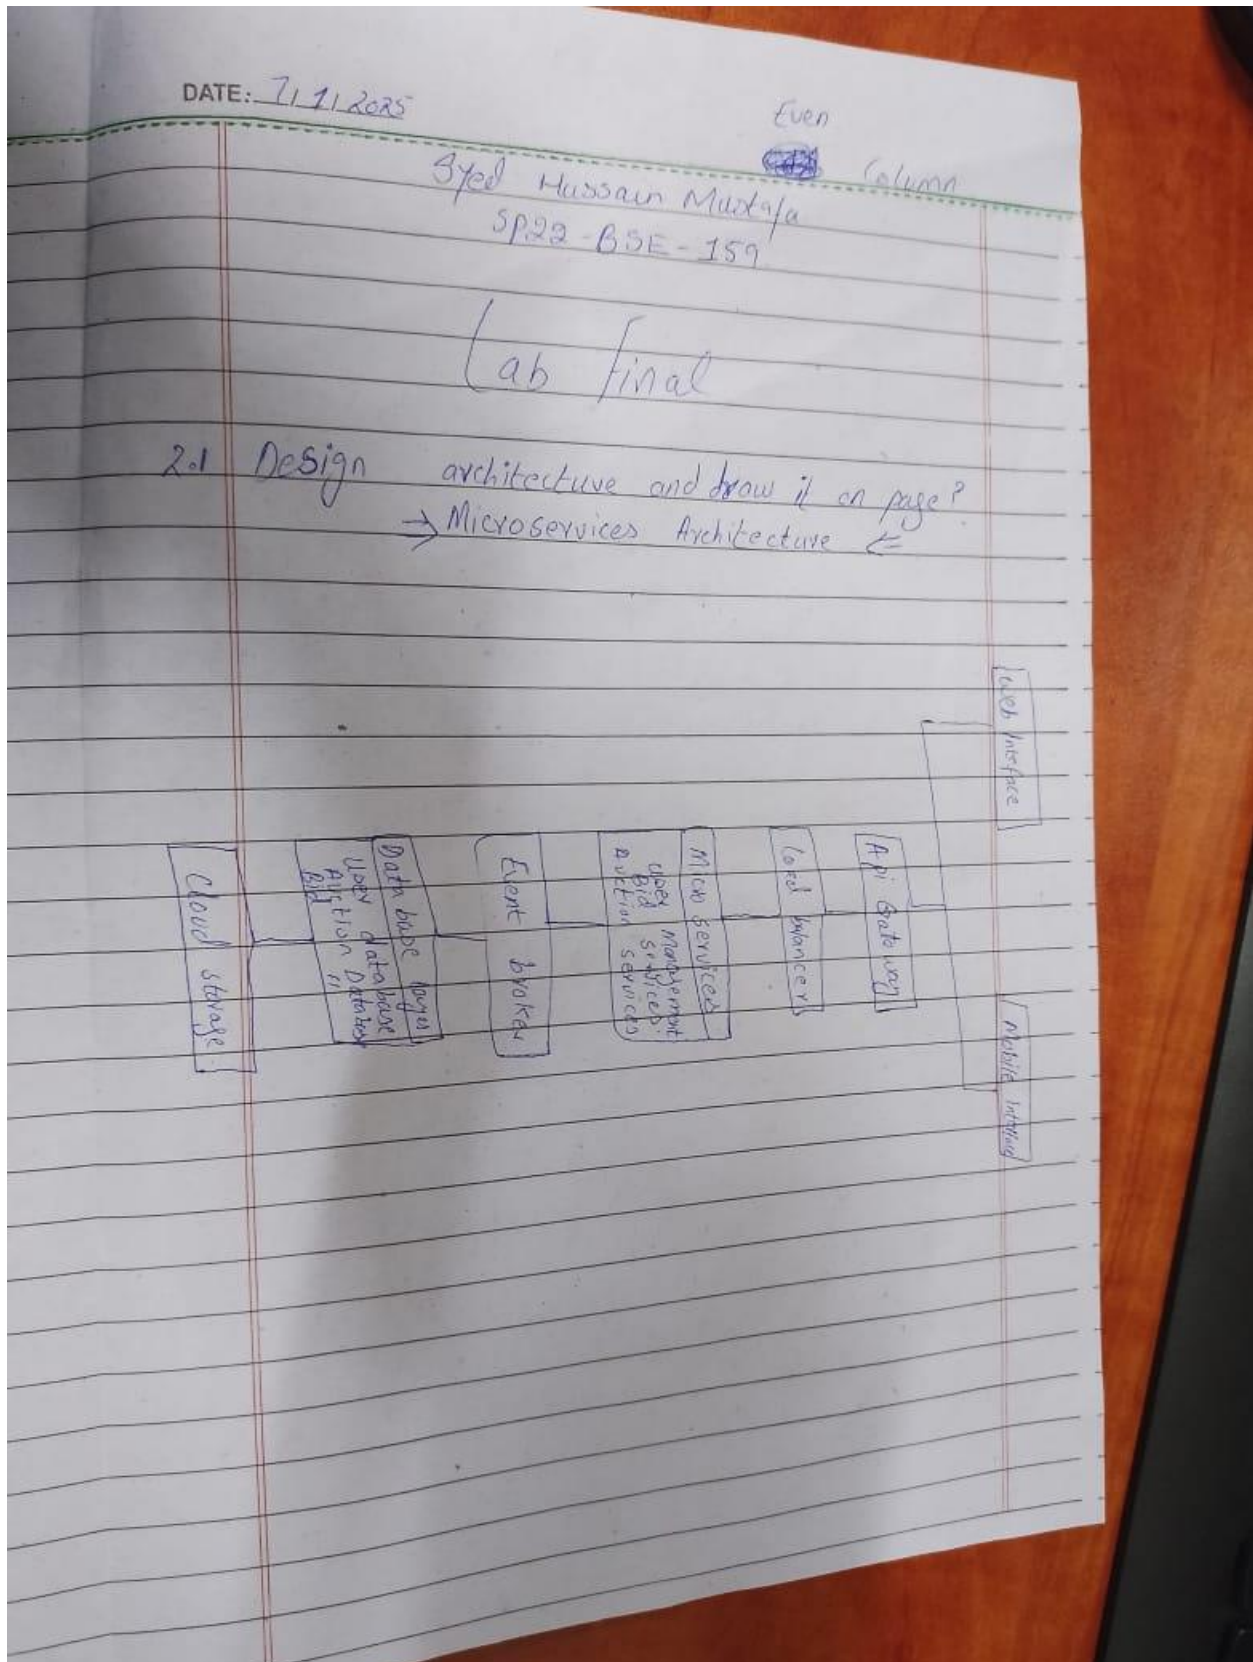 DATE: 7/1/2025
Even
Column
Syed Hussain Mustafa
SP22-BSE-159
Lab Final
2.1 Design architecture and draw it on page?
⇒ Microservices Architecture ⇐
Web Interface
Mobile Interface
Api Gateway
Load balancer
Micro services
User Management
Bid services
Auction services
Event broker
Data base layer
User database
Auction Database
Bid "
Cloud storage